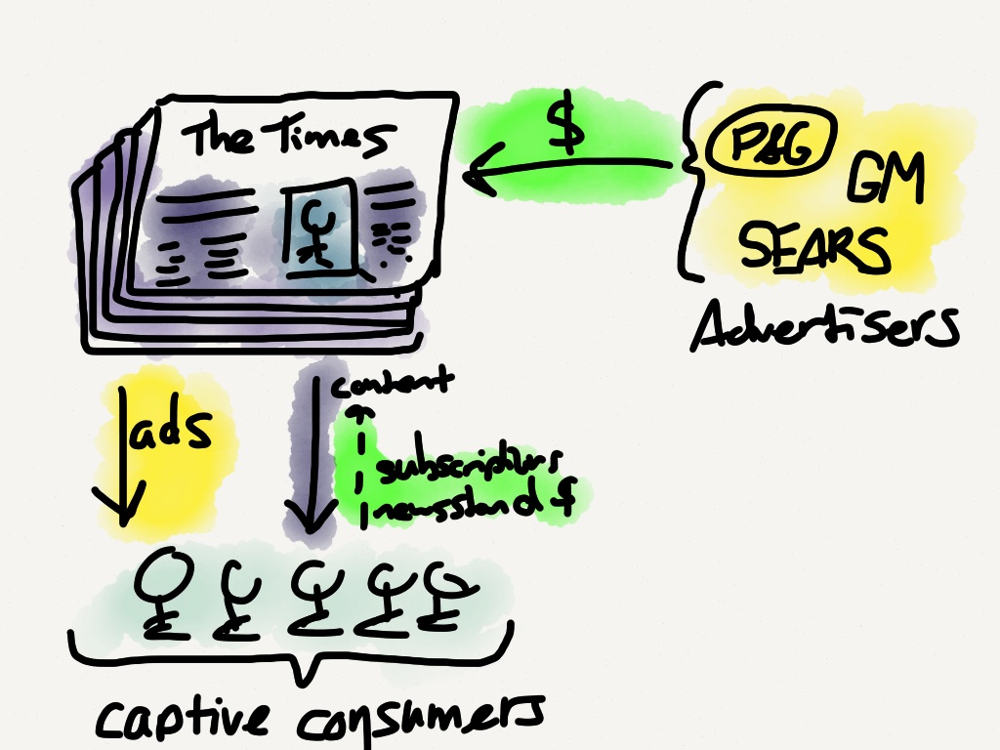 The Times
$
P&G
GM
SEARS
Advertisers
ads
content
subscriptions
newsstand $
captive consumers